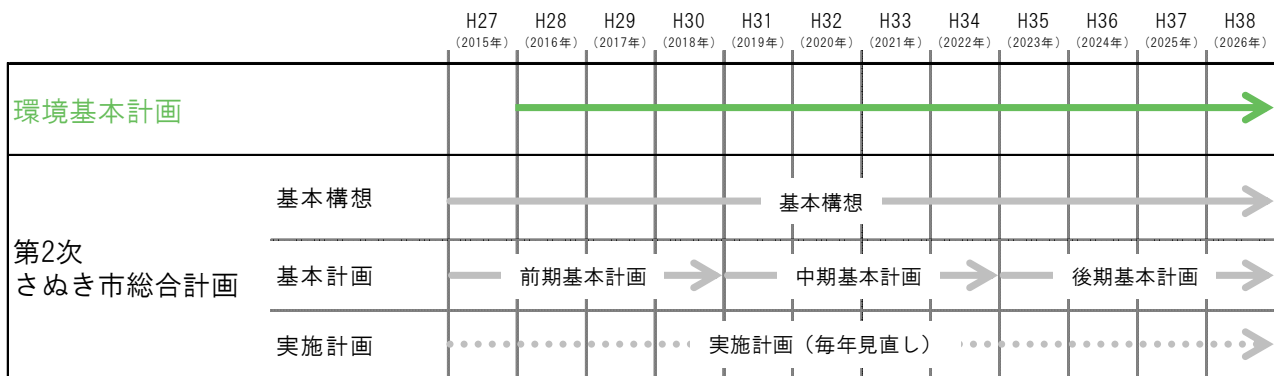 H27 H28 H29 H30 H31 H32 H33 H34 H35 H36 H37 H38
(2015年) (2016年) (2017年) (2018年) (2019年) (2020年) (2021年) (2022年) (2023年) (2024年) (2025年) (2026年)
環境基本計画
基本構想 基本構想
第2次
さぬき市総合計画
基本計画 前期基本計画 中期基本計画 後期基本計画
実施計画 実施計画（毎年見直し）